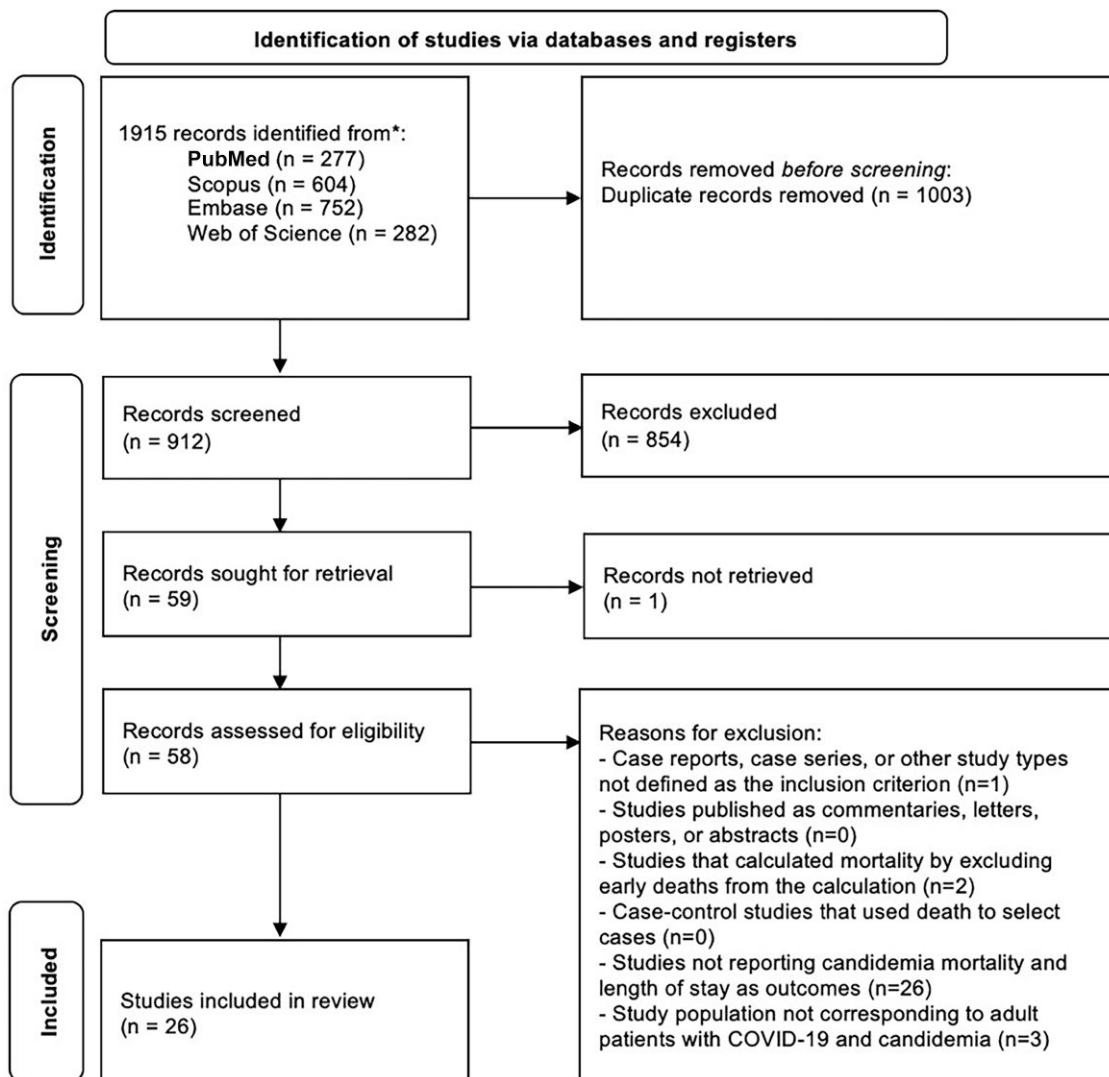 Identification of studies via databases and registers
Identification
1915 records identified from*:
PubMed (n = 277)
Scopus (n = 604)
Embase (n = 752)
Web of Science (n = 282)
Records removed before screening:
Duplicate records removed (n = 1003)
Screening
Records screened
(n = 912)
Records excluded
(n = 854)
Records sought for retrieval
(n = 59)
Records not retrieved
(n = 1)
Records assessed for eligibility
(n = 58)
Reasons for exclusion:
- Case reports, case series, or other study types
not defined as the inclusion criterion (n=1)
- Studies published as commentaries, letters,
posters, or abstracts (n=0)
- Studies that calculated mortality by excluding
early deaths from the calculation (n=2)
- Case-control studies that used death to select
cases (n=0)
- Studies not reporting candidemia mortality and
length of stay as outcomes (n=26)
- Study population not corresponding to adult
patients with COVID-19 and candidemia (n=3)
Included
Studies included in review
(n = 26)